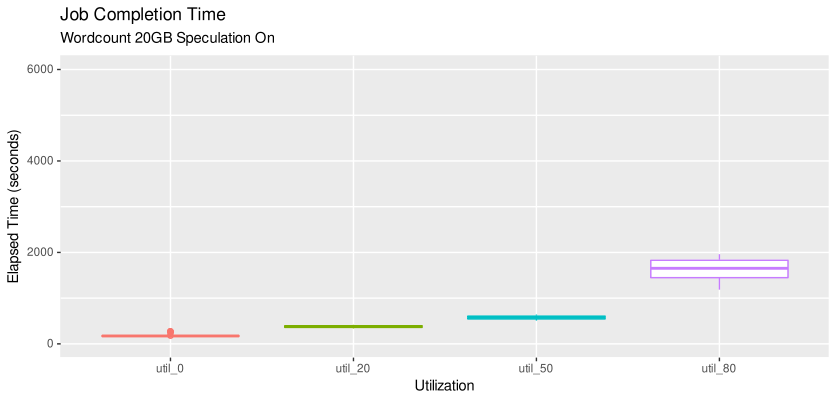 Job Completion Time
Wordcount 20GB Speculation On
6000
4000
2000
0
Elapsed Time (seconds)
util_0
util_20
util_50
util_80
Utilization